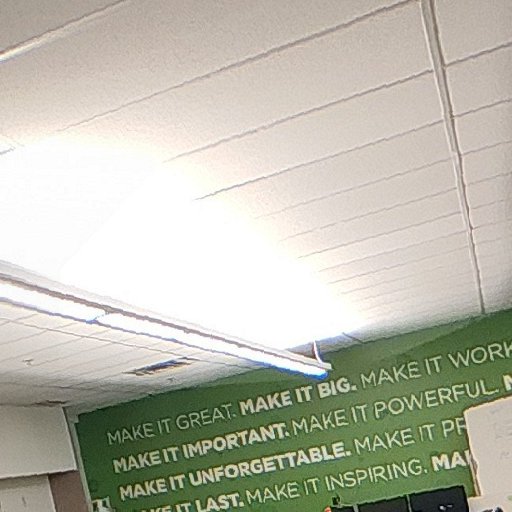 MAKE IT GREAT. MAKE IT BIG. MAKE IT WORK
MAKE IT IMPORTANT. MAKE IT POWERFUL.
MAKE IT UNFORGETTABLE. MAKE IT
IT LAST. MAKE IT INSPIRING.